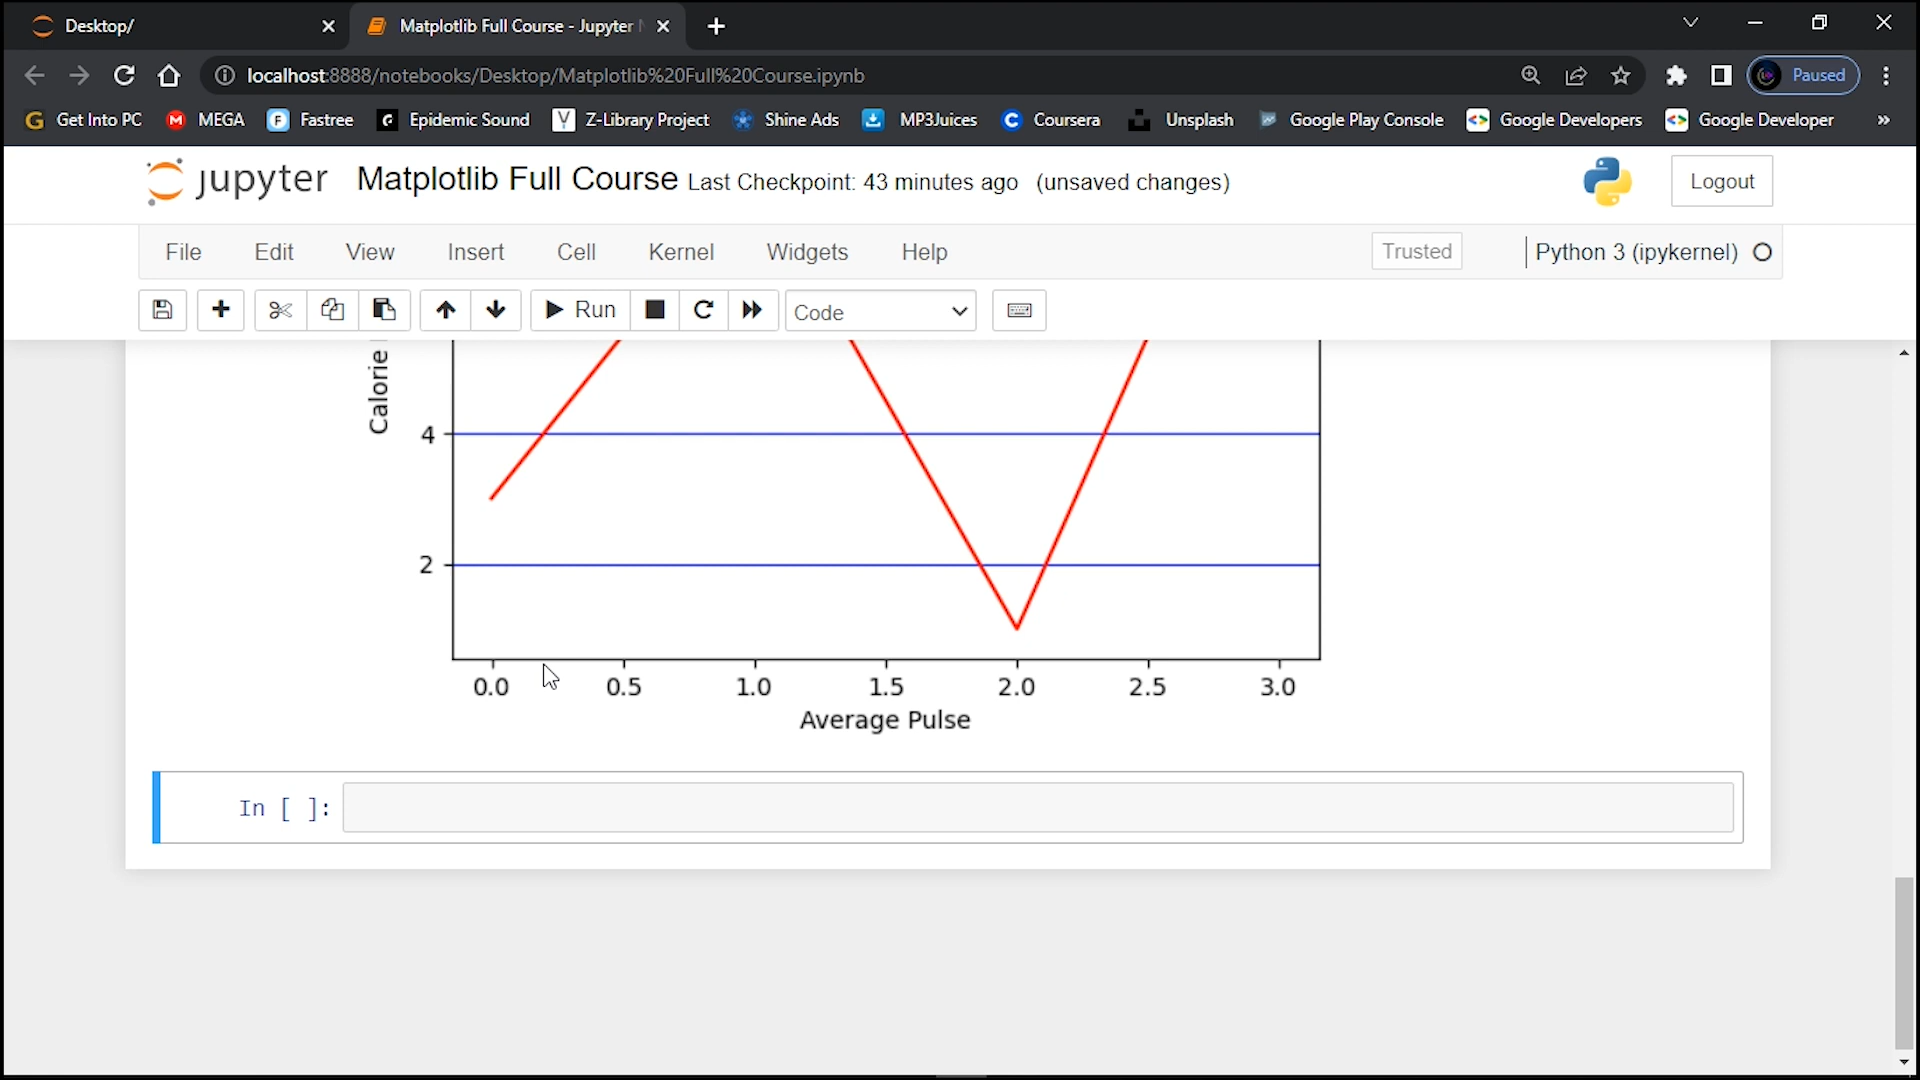 Desktop/
Matplotlib Full Course - Jupyter
localhost:8888/notebooks/Desktop/Matplotlib%20Full%20Course.ipynb
Paused
Get Into PC
MEGA
Fastree
Epidemic Sound
Z-Library Project
Shine Ads
MP3Juices
Coursera
Unsplash
Google Play Console
Google Developers
Google Developer
jupyter
Matplotlib Full Course
Last Checkpoint: 43 minutes ago (unsaved changes)
Logout
File
Edit
View
Insert
Cell
Kernel
Widgets
Help
Trusted
Python 3 (ipykernel)
Run
Code
Calorie
4
2
0.0
0.5
1.0
1.5
2.0
2.5
3.0
Average Pulse
In [ ]: